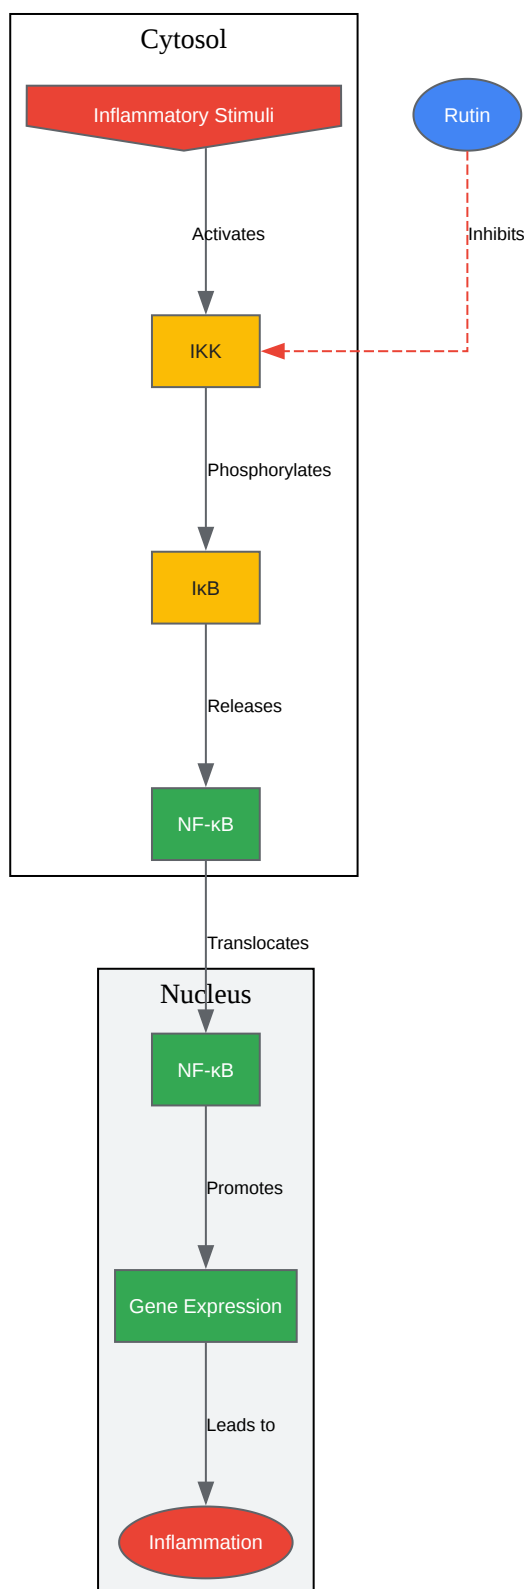 Cytosol
Inflammatory Stimuli
Rutin
Activates
Inhibits
IKK
Phosphorylates
IκB
Releases
NF-κB
Translocates
Nucleus
NF-κB
Promotes
Gene Expression
Leads to
Inflammation